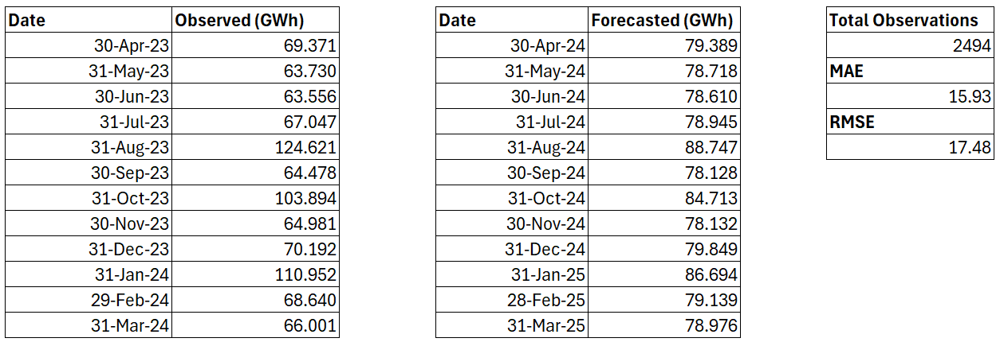 Date Observed (GWh)
30-Apr-23 69.371
31-May-23 63.730
30-Jun-23 63.556
31-Jul-23 67.047
31-Aug-23 124.621
30-Sep-23 64.478
31-Oct-23 103.894
30-Nov-23 64.981
31-Dec-23 70.192
31-Jan-24 110.952
29-Feb-24 68.640
31-Mar-24 66.001
Date Forecasted (GWh)
30-Apr-24 79.389
31-May-24 78.718
30-Jun-24 78.610
31-Jul-24 78.945
31-Aug-24 88.747
30-Sep-24 78.128
31-Oct-24 84.713
30-Nov-24 78.132
31-Dec-24 79.849
31-Jan-25 86.694
28-Feb-25 79.139
31-Mar-25 78.976
Total Observations
2494
MAE
15.93
RMSE
17.48